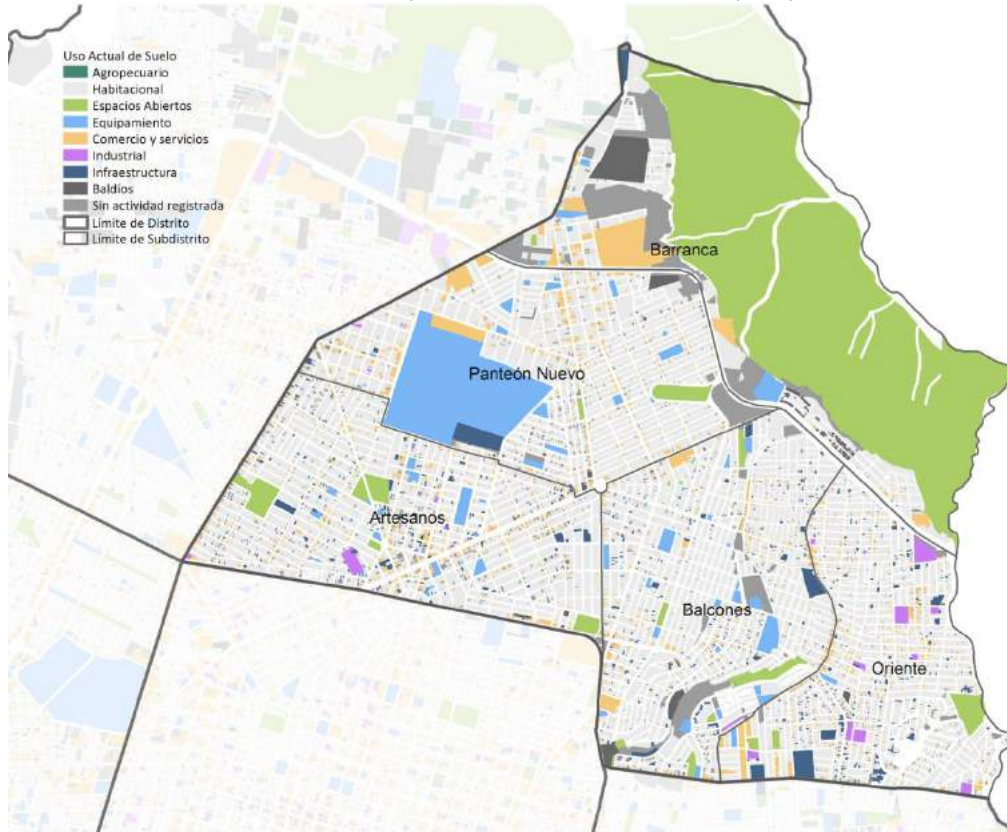 Uso Actual de Suelo
Agropecuario
Habitacional
Espacios Abiertos
Equipamiento
Comercio y servicios
Industrial
Infraestructura
Baldíos
Sin actividad registrada
Límite de Distrito
Límite de Subdistrito
Barranca
Panteón Nuevo
Artesanos
Balcones
Oriente